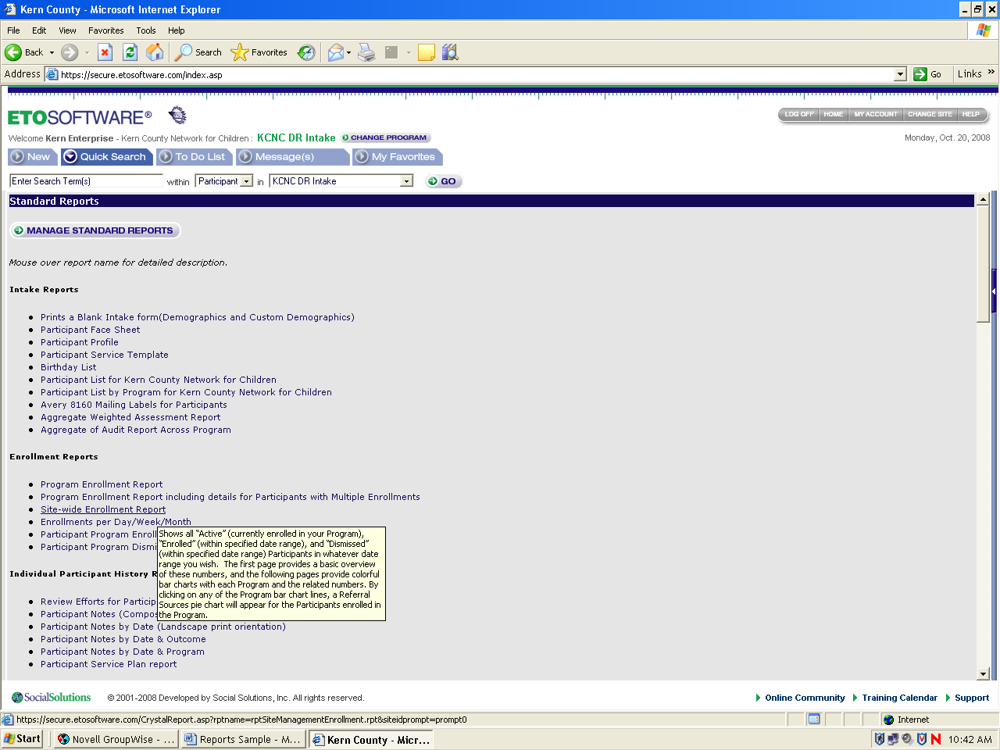 Kern County - Microsoft Internet Explorer
File Edit View Favorites Tools Help
Back Search Favorites
Address https://secure.etosoftware.com/index.asp Go Links »
ETOSOFTWARE®
LOG OFF HOME MY ACCOUNT CHANGE SITE HELP
Welcome Kern Enterprise - Kern County Network for Children : KCNC DR Intake CHANGE PROGRAM Monday, Oct. 20, 2008
New Quick Search To Do List Message(s) My Favorites
Enter Search Term(s) within Participant in KCNC DR Intake GO
Standard Reports
MANAGE STANDARD REPORTS
Mouse over report name for detailed description.
Intake Reports
Prints a Blank Intake form(Demographics and Custom Demographics)
Participant Face Sheet
Participant Profile
Participant Service Template
Birthday List
Participant List for Kern County Network for Children
Participant List by Program for Kern County Network for Children
Avery 8160 Mailing Labels for Participants
Aggregate Weighted Assessment Report
Aggregate of Audit Report Across Program
Enrollment Reports
Program Enrollment Report
Program Enrollment Report including details for Participants with Multiple Enrollments
Site-wide Enrollment Report
Enrollments per Day/Week/Month
Participant Program Enroll
Participant Program Dismi
Shows all "Active" (currently enrolled in your Program),
"Enrolled" (within specified date range), and "Dismissed"
(within specified date range) Participants in whatever date
range you wish. The first page provides a basic overview
of these numbers, and the following pages provide colorful
bar charts with each Program and the related numbers. By
clicking on any of the Program bar chart lines, a Referral
Sources pie chart will appear for the Participants enrolled in
the Program.
Individual Participant History R
Review Efforts for Particip
Participant Notes (Compos
Participant Notes by Date (Landscape print orientation)
Participant Notes by Date & Outcome
Participant Notes by Date & Program
Participant Service Plan report
SocialSolutions © 2001-2008 Developed by Social Solutions, Inc. All rights reserved. Online Community Training Calendar Support
https://secure.etosoftware.com/CrystalReport.asp?rptname=rptSiteManagementEnrollment.rpt&siteidprompt=prompt0 Internet
Start Novell GroupWise - ... Reports Sample - M... Kern County - Micr... 10:42 AM